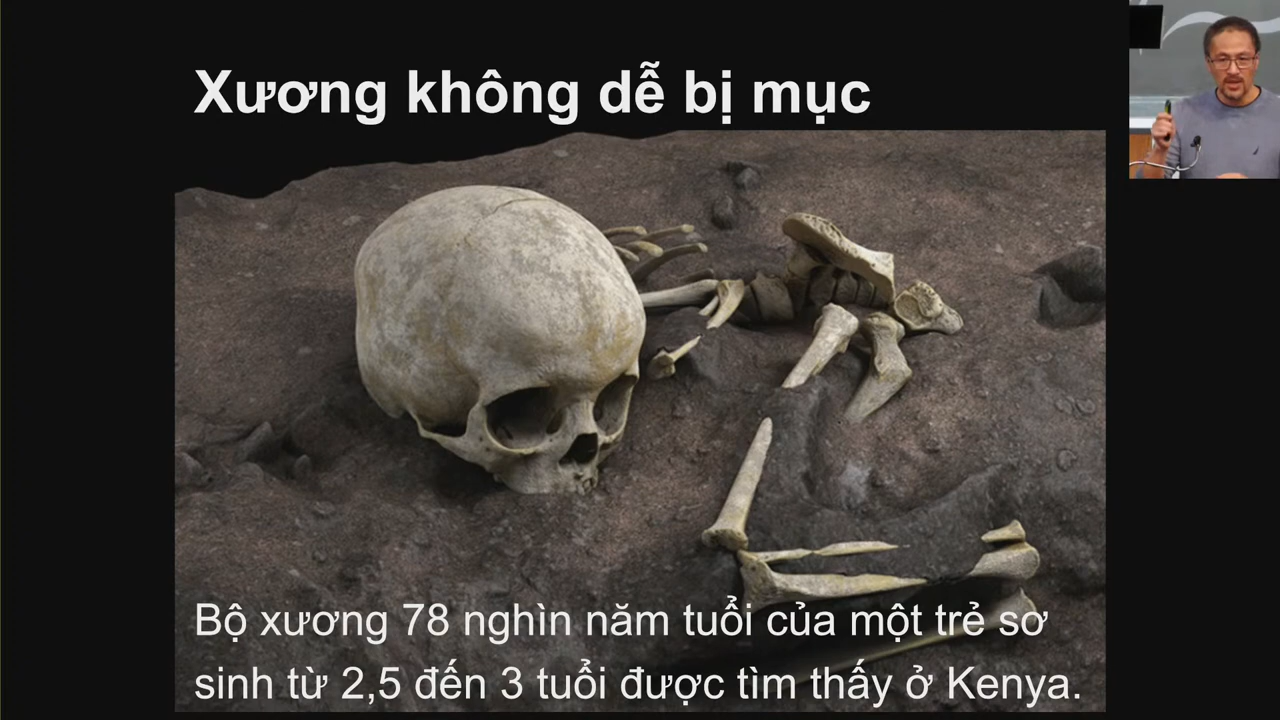 Xương không dễ bị mục
Bộ xương 78 nghìn năm tuổi của một trẻ sơ
sinh từ 2,5 đến 3 tuổi được tìm thấy ở Kenya.